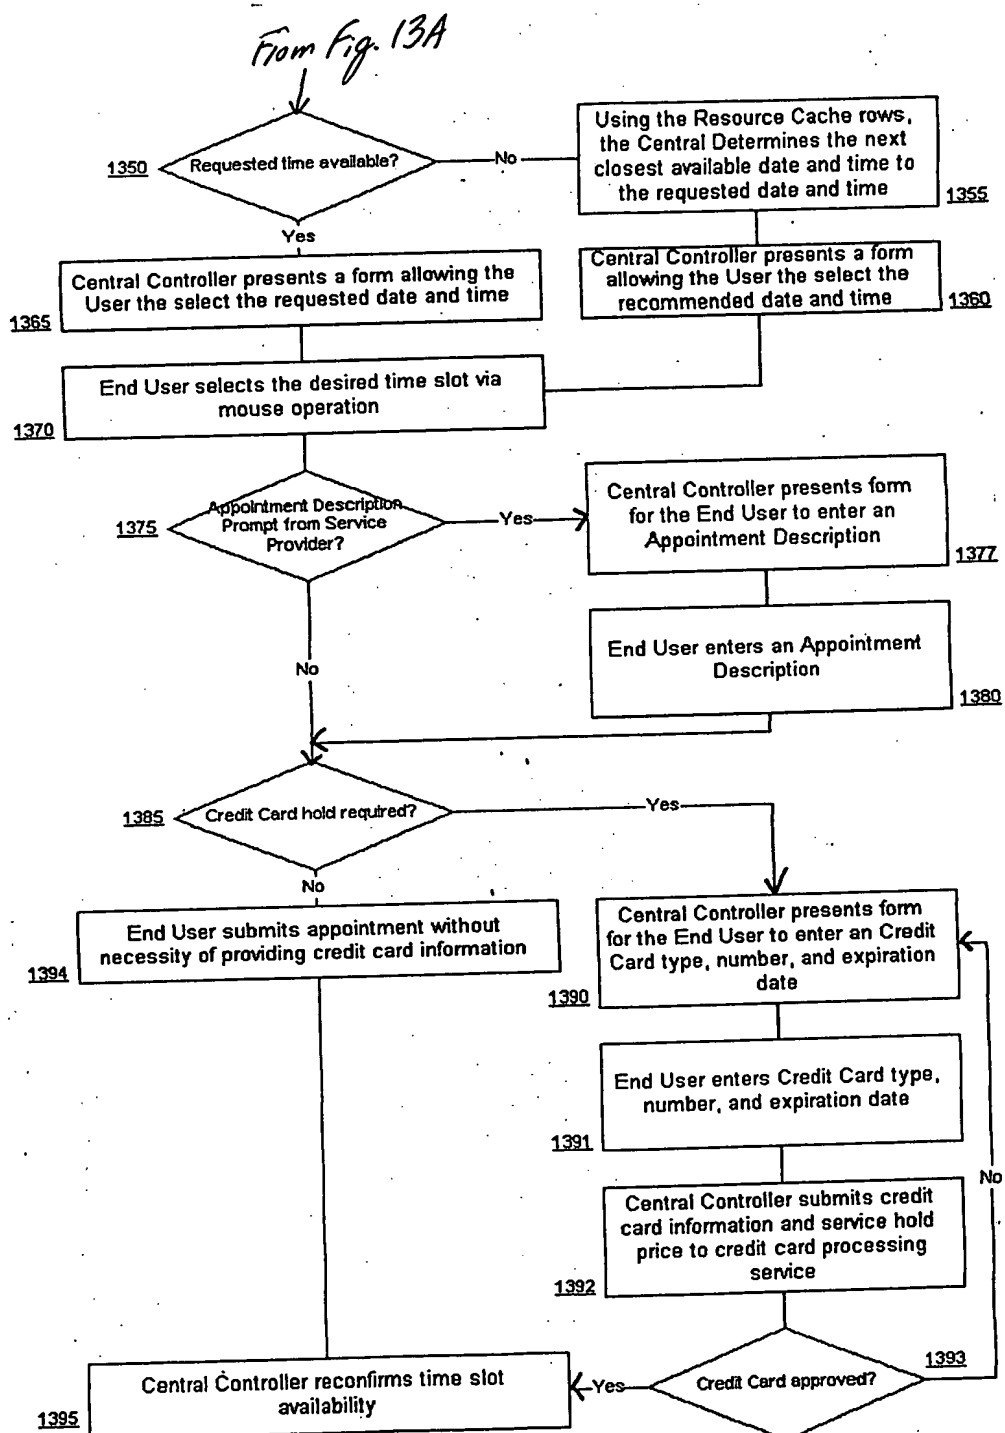 From Fig. 13A
1350
Requested time available?
No
Using the Resource Cache rows,
the Central Determines the next
closest available date and time to
the requested date and time
1355
Yes
Central Controller presents a form allowing the
User the select the requested date and time
1365
Central Controller presents a form
allowing the User the select the
recommended date and time
1360
End User selects the desired time slot via
mouse operation
1370
1375
Appointment Description
Prompt from Service
Provider?
Yes
Central Controller presents form
for the End User to enter an
Appointment Description
1377
No
End User enters an Appointment
Description
1380
1385
Credit Card hold required?
Yes
No
End User submits appointment without
necessity of providing credit card information
1394
Central Controller presents form
for the End User to enter an Credit
Card type, number, and expiration
date
1390
End User enters Credit Card type,
number, and expiration date
1391
No
Central Controller submits credit
card information and service hold
price to credit card processing
service
1392
1393
Credit Card approved?
Yes
Central Controller reconfirms time slot
availability
1395